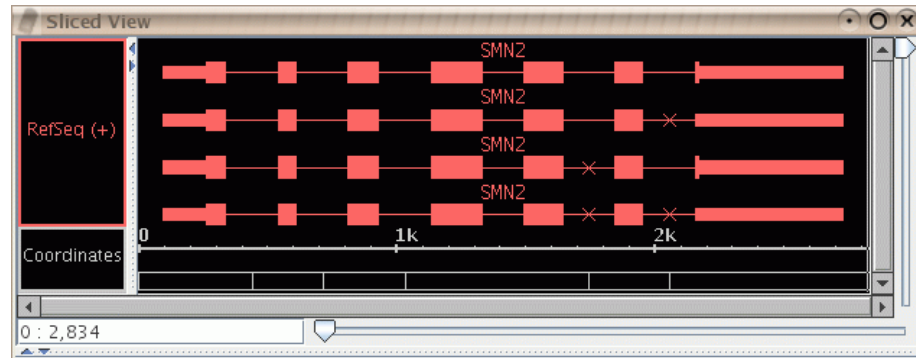 Sliced View
SMN2
SMN2
RefSeq (+)
SMN2
SMN2
0 1k 2k
Coordinates
0 : 2,834